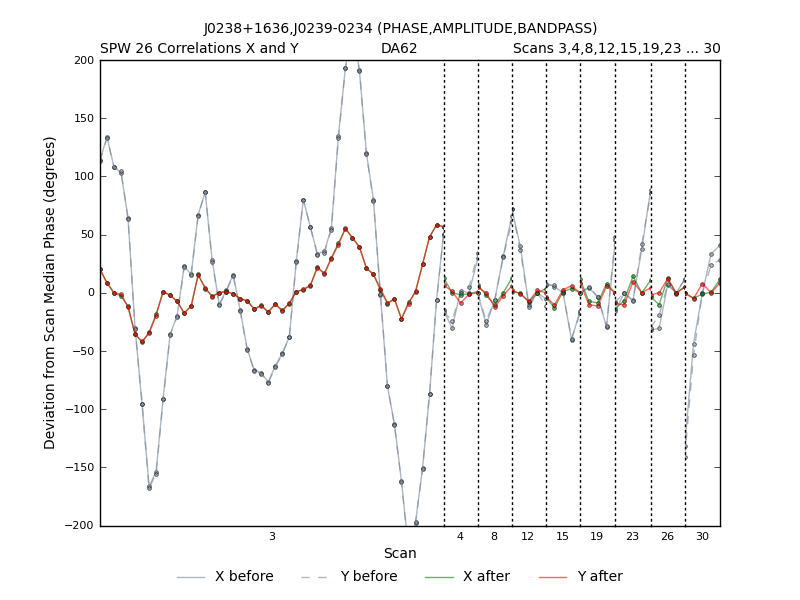 J0238+1636,J0239-0234 (PHASE,AMPLITUDE,BANDPASS)
SPW 26 Correlations X and Y DA62 Scans 3,4,8,12,15,19,23 ... 30
200
150
100
50
0
−50
−100
−150
−200
Deviation from Scan Median Phase (degrees)
3 4 8 12 15 19 23 26 30
Scan
X before Y before X after Y after